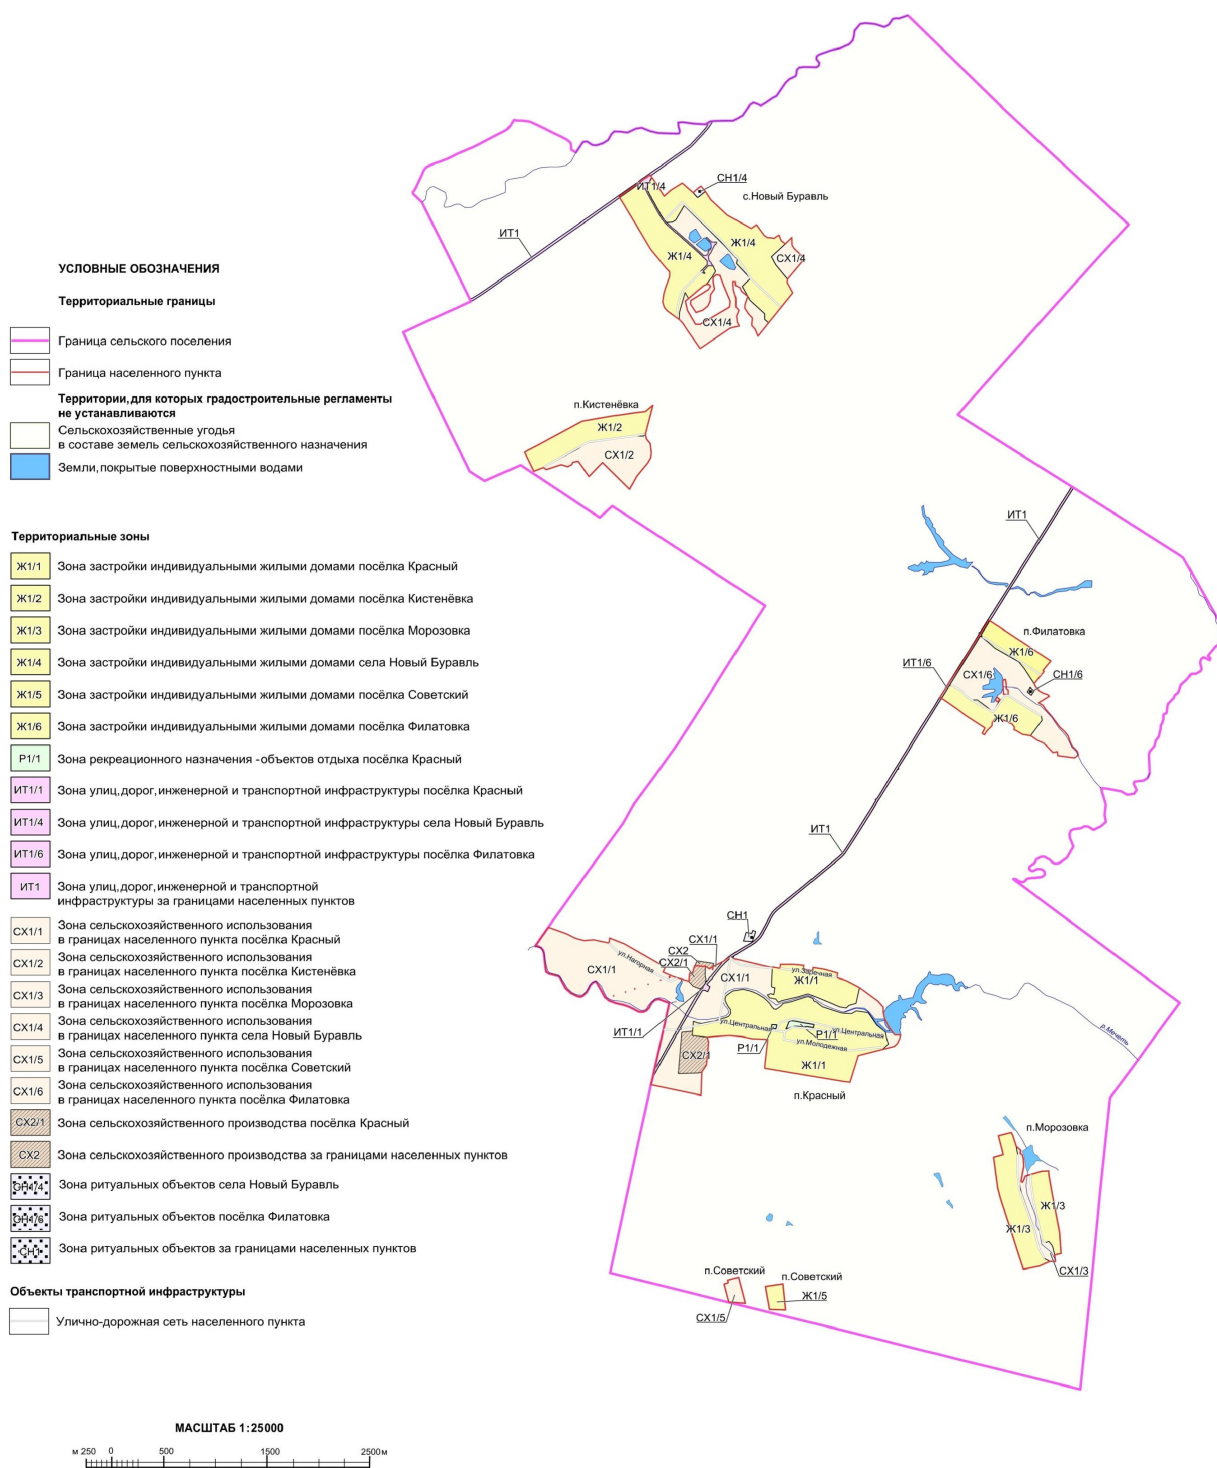 УСЛОВНЫЕ ОБОЗНАЧЕНИЯ
Территориальные границы
Граница сельского поселения
Граница населенного пункта
Территории, для которых градостроительные регламенты
не устанавливаются
Сельскохозяйственные угодья
в составе земель сельскохозяйственного назначения
Земли, покрытые поверхностными водами
Территориальные зоны
Ж1/1 Зона застройки индивидуальными жилыми домами посёлка Красный
Ж1/2 Зона застройки индивидуальными жилыми домами посёлка Кистенёвка
Ж1/3 Зона застройки индивидуальными жилыми домами посёлка Морозовка
Ж1/4 Зона застройки индивидуальными жилыми домами села Новый Буравль
Ж1/5 Зона застройки индивидуальными жилыми домами посёлка Советский
Ж1/6 Зона застройки индивидуальными жилыми домами посёлка Филатовка
Р1/1 Зона рекреационного назначения - объектов отдыха посёлка Красный
ИТ1/1 Зона улиц, дорог, инженерной и транспортной инфраструктуры посёлка Красный
ИТ1/4 Зона улиц, дорог, инженерной и транспортной инфраструктуры села Новый Буравль
ИТ1/6 Зона улиц, дорог, инженерной и транспортной инфраструктуры посёлка Филатовка
ИТ1 Зона улиц, дорог, инженерной и транспортной
инфраструктуры за границами населенных пунктов
СХ1/1 Зона сельскохозяйственного использования
в границах населенного пункта посёлка Красный
СХ1/2 Зона сельскохозяйственного использования
в границах населенного пункта посёлка Кистенёвка
СХ1/3 Зона сельскохозяйственного использования
в границах населенного пункта посёлка Морозовка
СХ1/4 Зона сельскохозяйственного использования
в границах населенного пункта села Новый Буравль
СХ1/5 Зона сельскохозяйственного использования
в границах населенного пункта посёлка Советский
СХ1/6 Зона сельскохозяйственного использования
в границах населенного пункта посёлка Филатовка
СХ2/1 Зона сельскохозяйственного производства посёлка Красный
СХ2 Зона сельскохозяйственного производства за границами населенных пунктов
СН1/4 Зона ритуальных объектов села Новый Буравль
СН1/6 Зона ритуальных объектов посёлка Филатовка
СН1 Зона ритуальных объектов за границами населенных пунктов
Объекты транспортной инфраструктуры
Улично-дорожная сеть населенного пункта
МАСШТАБ 1:25000
м 250 0 500 1500 2500м
ИТ1/4
СН1/4
с.Новый Буравль
ИТ1
Ж1/4
Ж1/4
СХ1/4
СХ1/4
п.Кистенёвка
Ж1/2
СХ1/2
ИТ1
п.Филатовка
Ж1/6
ИТ1/6
СХ1/6
СН1/6
Ж1/6
ИТ1
СН1
СХ1/1
СХ2
СХ2/1
ул.Нагорная
СХ1/1
СХ1/1
ул.Заречная
Ж1/1
ИТ1/1
ул.Центральная
ул.Центральная
Р1/1
Р1/1
ул.Молодежная
СХ2/1
Ж1/1
п.Красный
р.Мечеть
п.Морозовка
Ж1/3
Ж1/3
СХ1/3
п.Советский
п.Советский
Ж1/5
СХ1/5